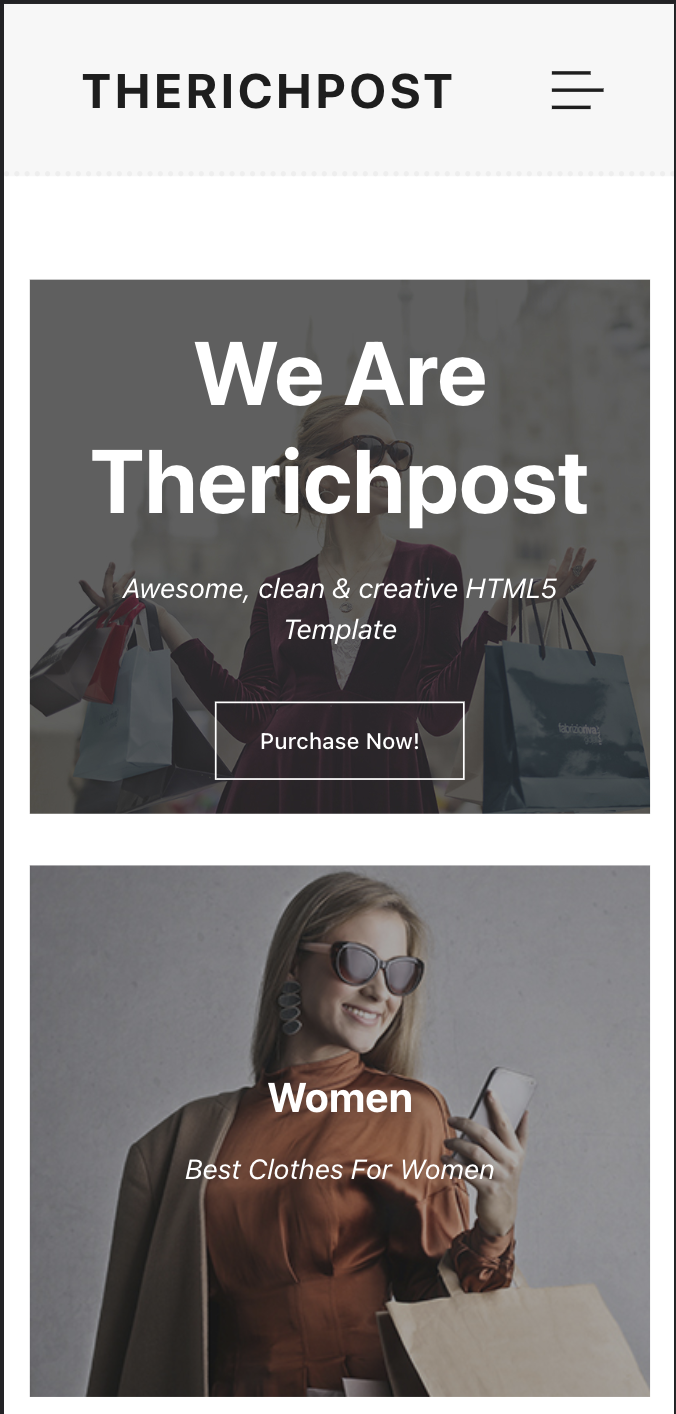 THERICHPOST
We Are
Therichpost
Awesome, clean & creative HTML5
Template
Purchase Now!
Women
Best Clothes For Women